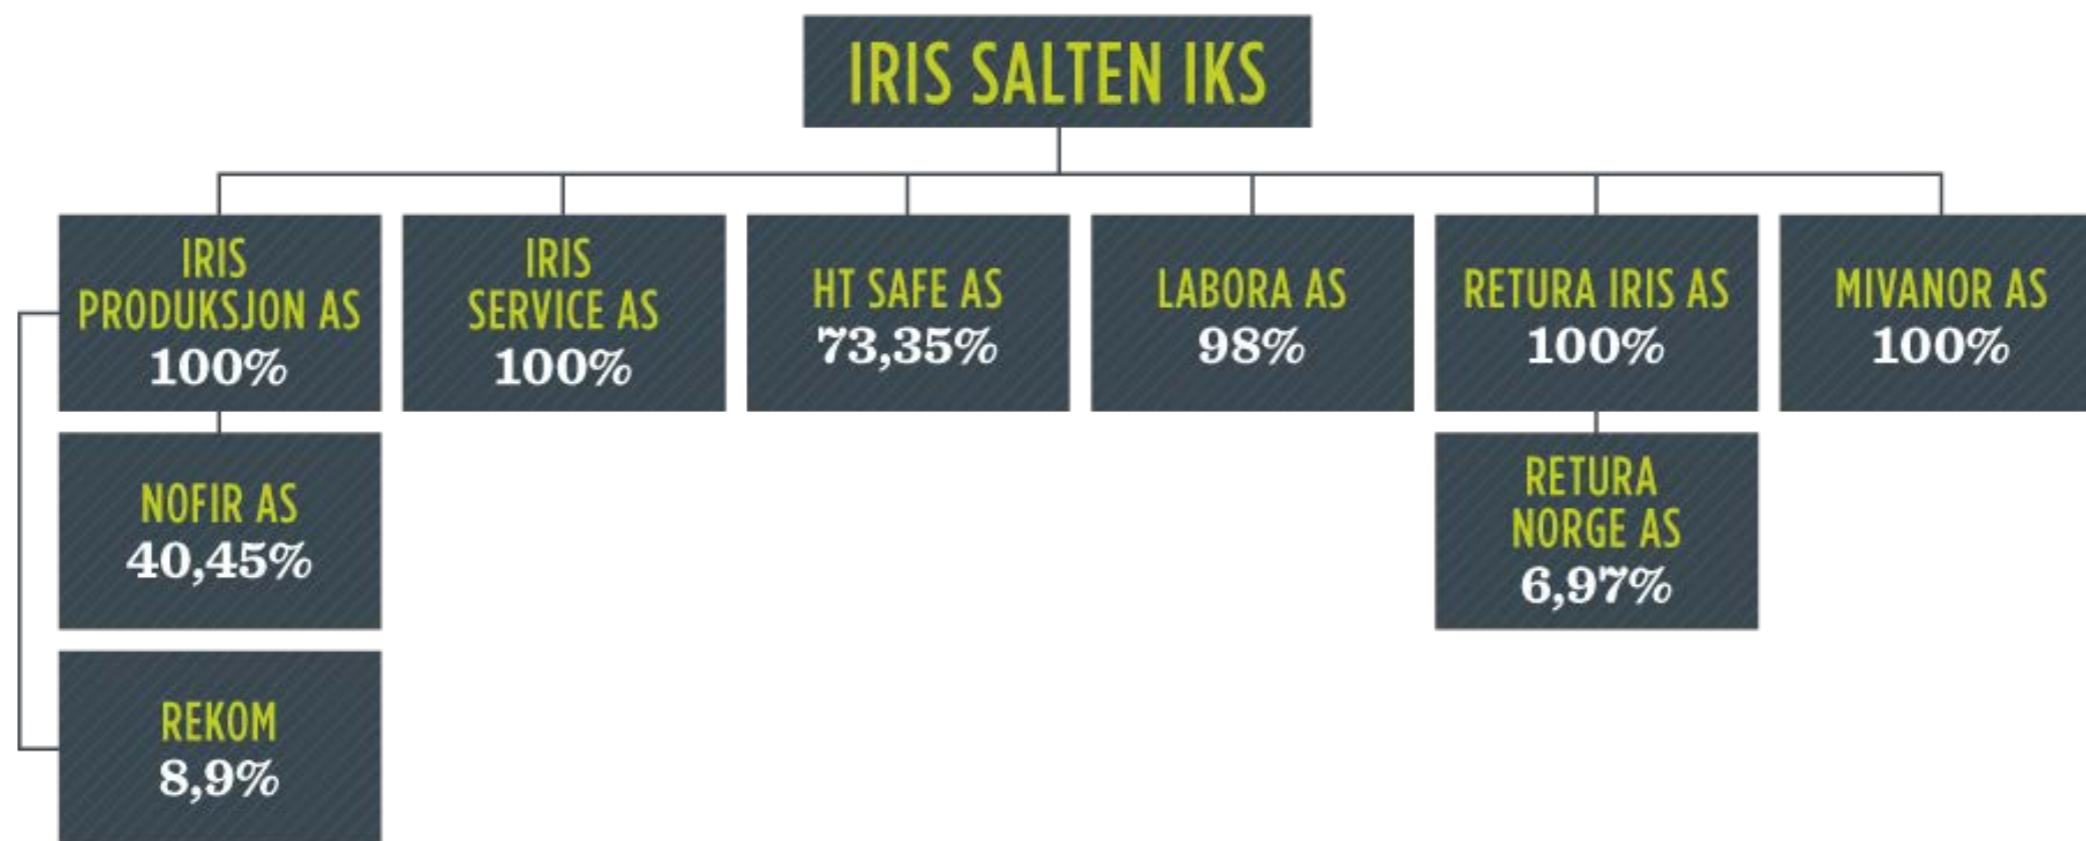 IRIS SALTEN IKS
IRIS
PRODUKSJON AS
100%
IRIS
SERVICE AS
100%
HT SAFE AS
73,35%
LABORA AS
98%
RETURA IRIS AS
100%
MIVANOR AS
100%
NOFIR AS
40,45%
RETURA
NORGE AS
6,97%
REKOM
8,9%